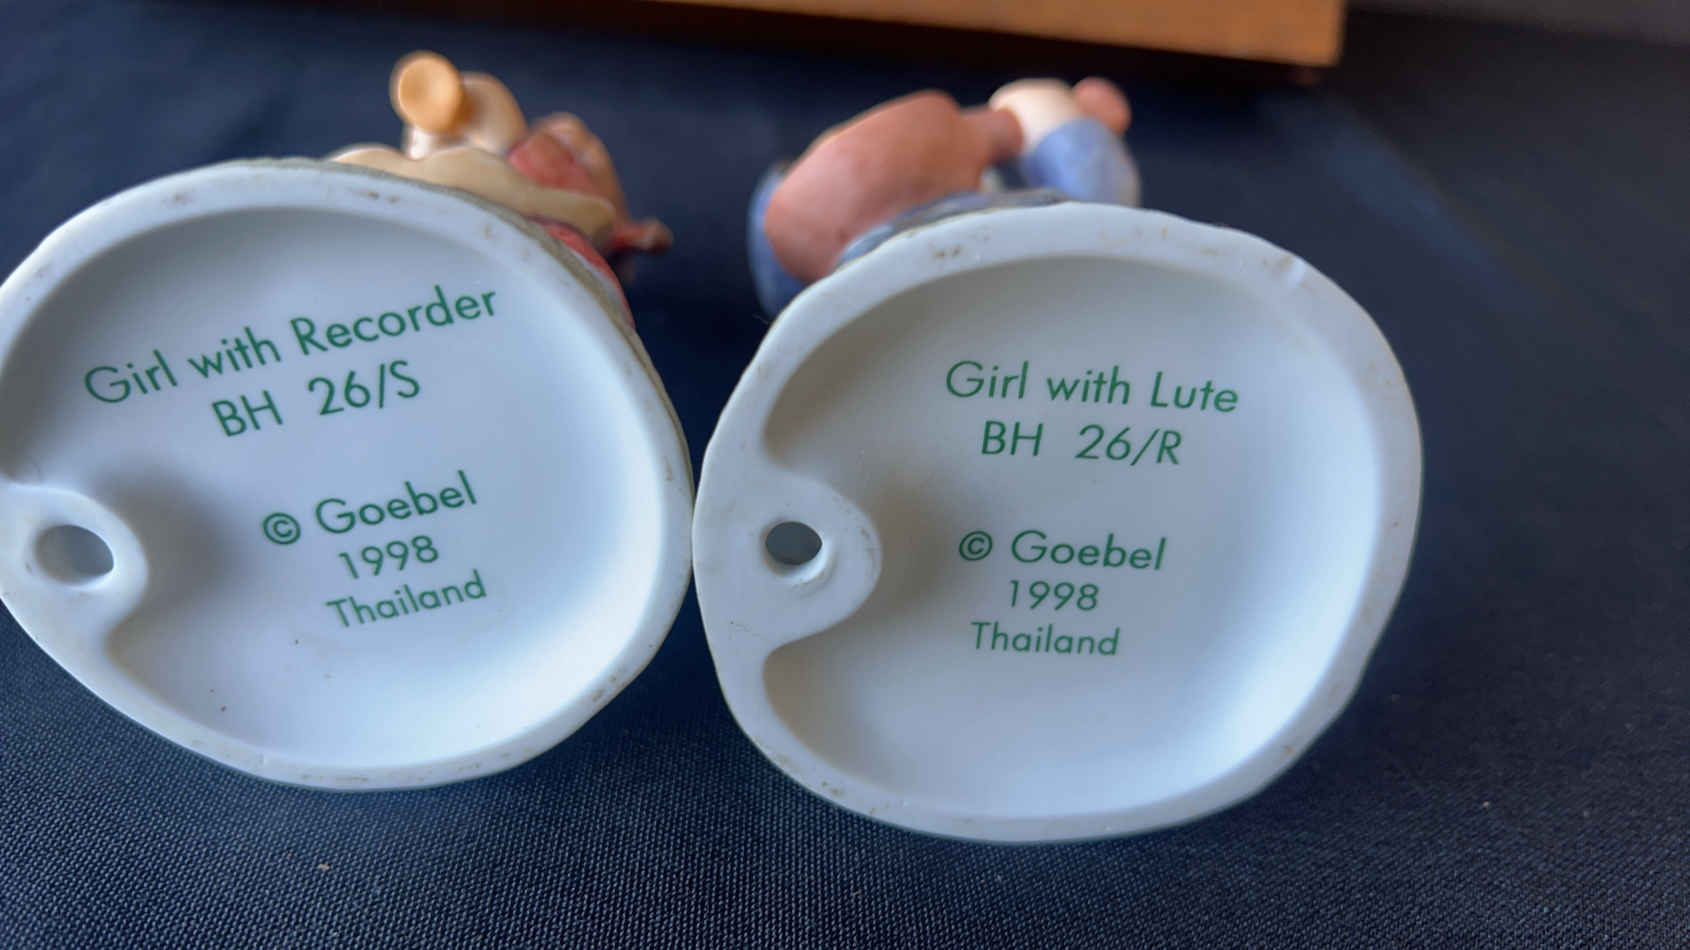 Girl with Recorder
BH 26/S
© Goebel
1998
Thailand
Girl with Lute
BH 26/R
© Goebel
1998
Thailand